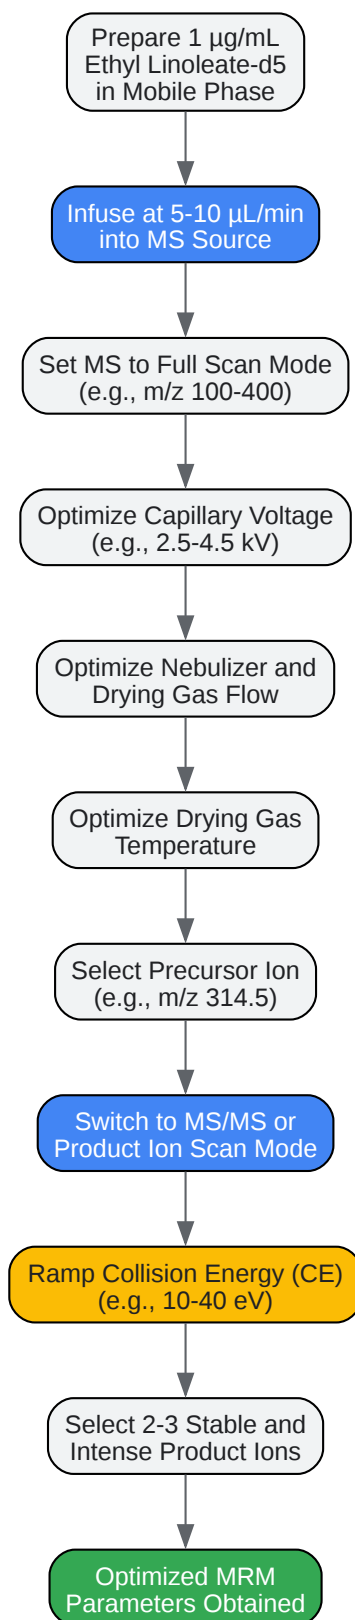 Prepare 1 µg/mL
Ethyl Linoleate-d5
in Mobile Phase
Infuse at 5-10 µL/min
into MS Source
Set MS to Full Scan Mode
(e.g., m/z 100-400)
Optimize Capillary Voltage
(e.g., 2.5-4.5 kV)
Optimize Nebulizer and
Drying Gas Flow
Optimize Drying Gas
Temperature
Select Precursor Ion
(e.g., m/z 314.5)
Switch to MS/MS or
Product Ion Scan Mode
Ramp Collision Energy (CE)
(e.g., 10-40 eV)
Select 2-3 Stable and
Intense Product Ions
Optimized MRM
Parameters Obtained